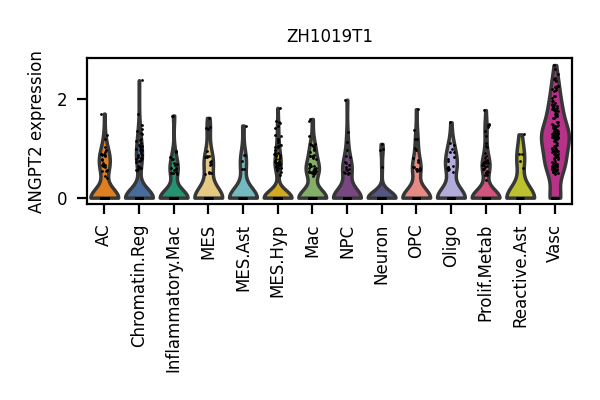 ZH1019T1
ANGPT2 expression
2
0
AC
Chromatin.Reg
Inflammatory.Mac
MES
MES.Ast
MES.Hyp
Mac
NPC
Neuron
OPC
Oligo
Prolif.Metab
Reactive.Ast
Vasc